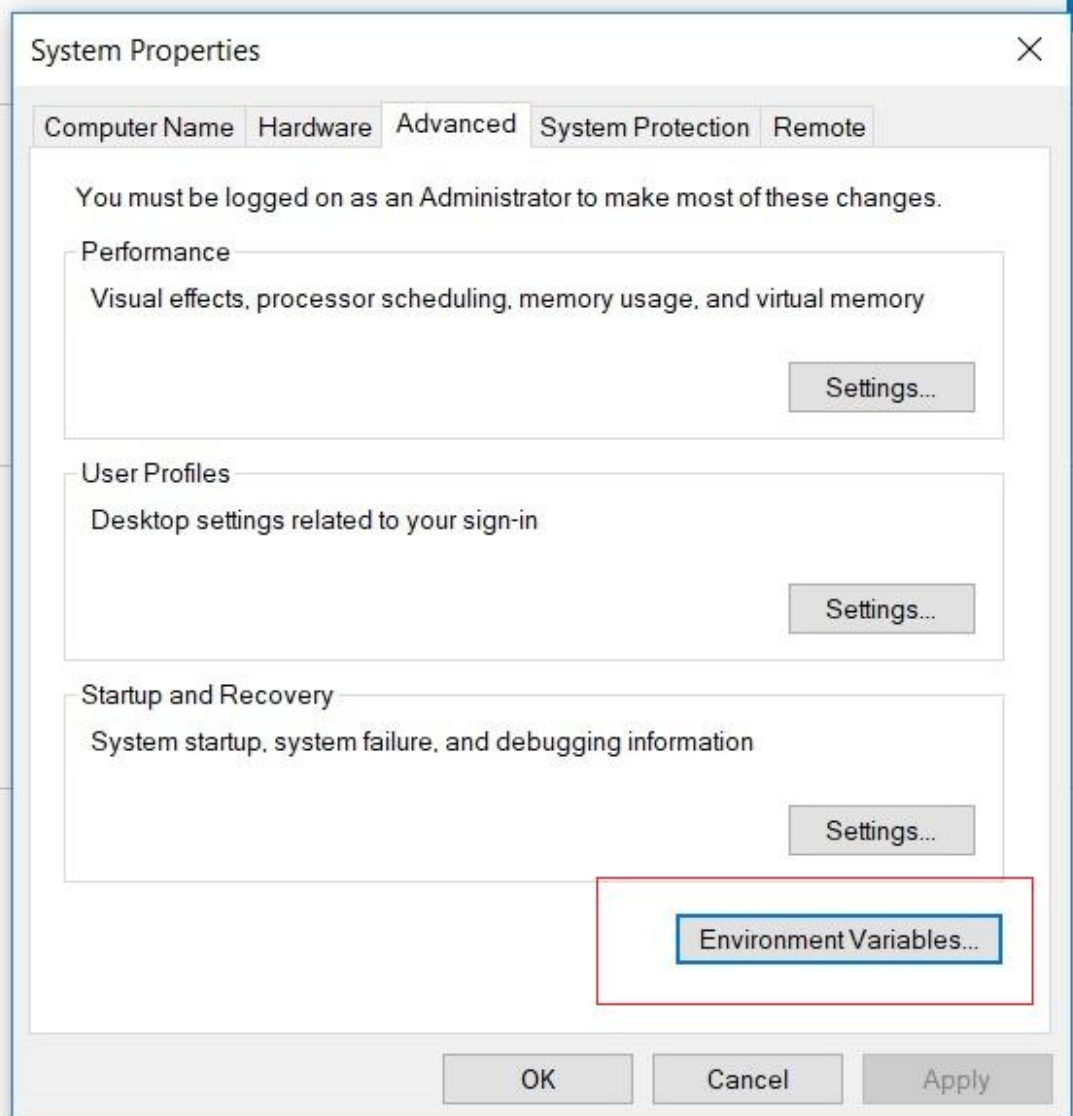 System Properties
Computer Name Hardware Advanced System Protection Remote
You must be logged on as an Administrator to make most of these changes.
Performance
Visual effects, processor scheduling, memory usage, and virtual memory
Settings...
User Profiles
Desktop settings related to your sign-in
Settings...
Startup and Recovery
System startup, system failure, and debugging information
Settings...
Environment Variables...
OK Cancel Apply